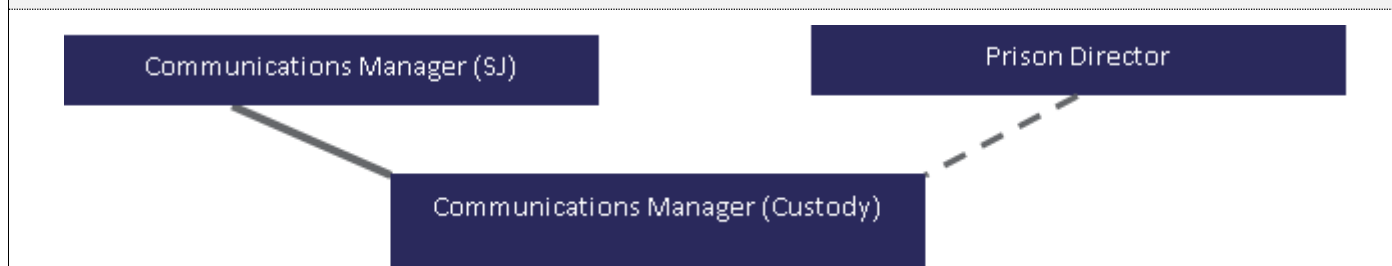 Communications Manager (SJ)
Prison Director
Communications Manager (Custody)